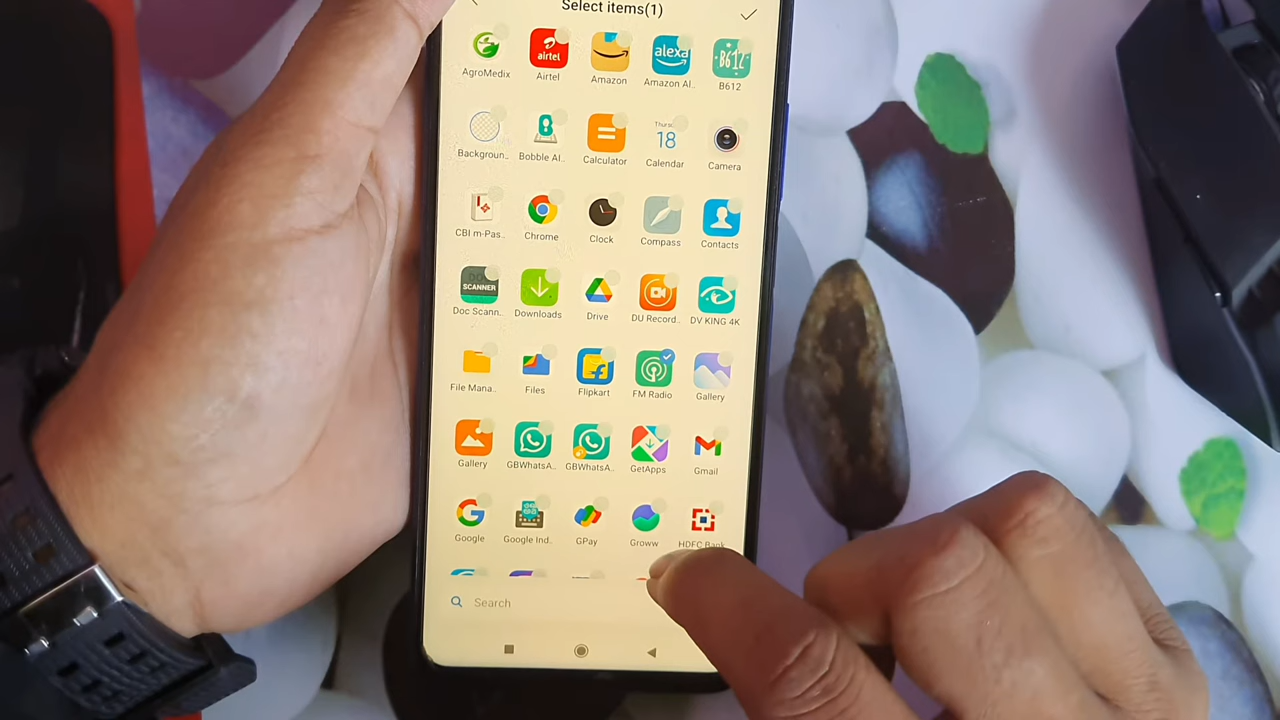 Select items(1)
airtel
alexa
B612
AgroMedix
Airtel
Amazon
Amazon Al..
B612
18
Backgroun..
Bobble AI..
Calculator
Calendar
Camera
CBI m-Pas..
Chrome
Clock
Compass
Contacts
SCANNER
Doc Scann..
Downloads
Drive
DU Record..
DV KING 4K
File Mana..
Files
Flipkart
FM Radio
Gallery
Gallery
GBWhatsA..
GBWhatsA..
GetApps
Gmail
Google
Google Ind..
GPay
Groww
HDFC Bank
Search